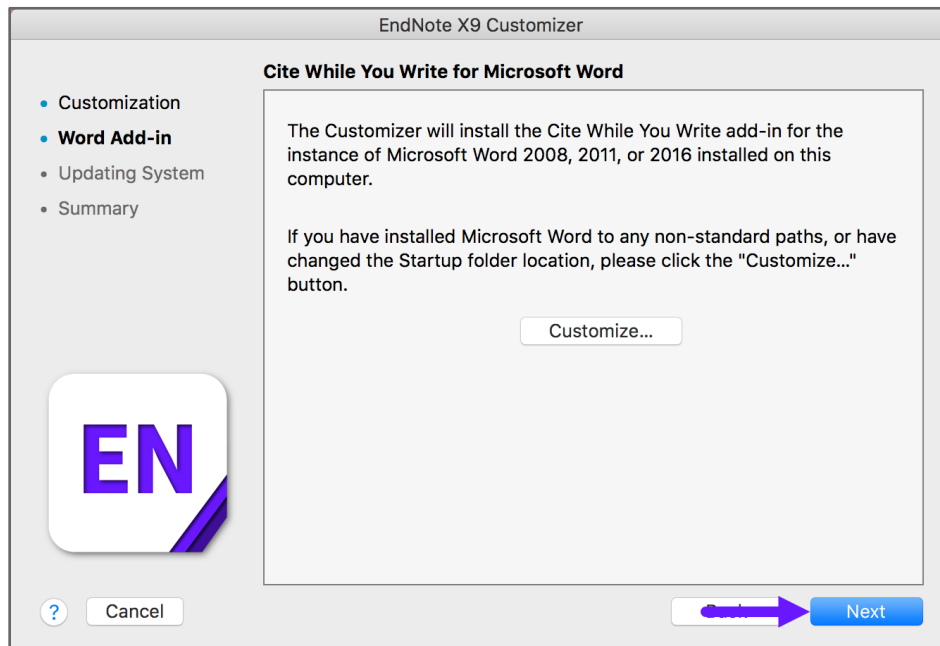 EndNote X9 Customizer
Cite While You Write for Microsoft Word
Customization
Word Add-in
Updating System
Summary
The Customizer will install the Cite While You Write add-in for the
instance of Microsoft Word 2008, 2011, or 2016 installed on this
computer.
If you have installed Microsoft Word to any non-standard paths, or have
changed the Startup folder location, please click the "Customize..."
button.
Customize...
EN
?
Cancel
Next